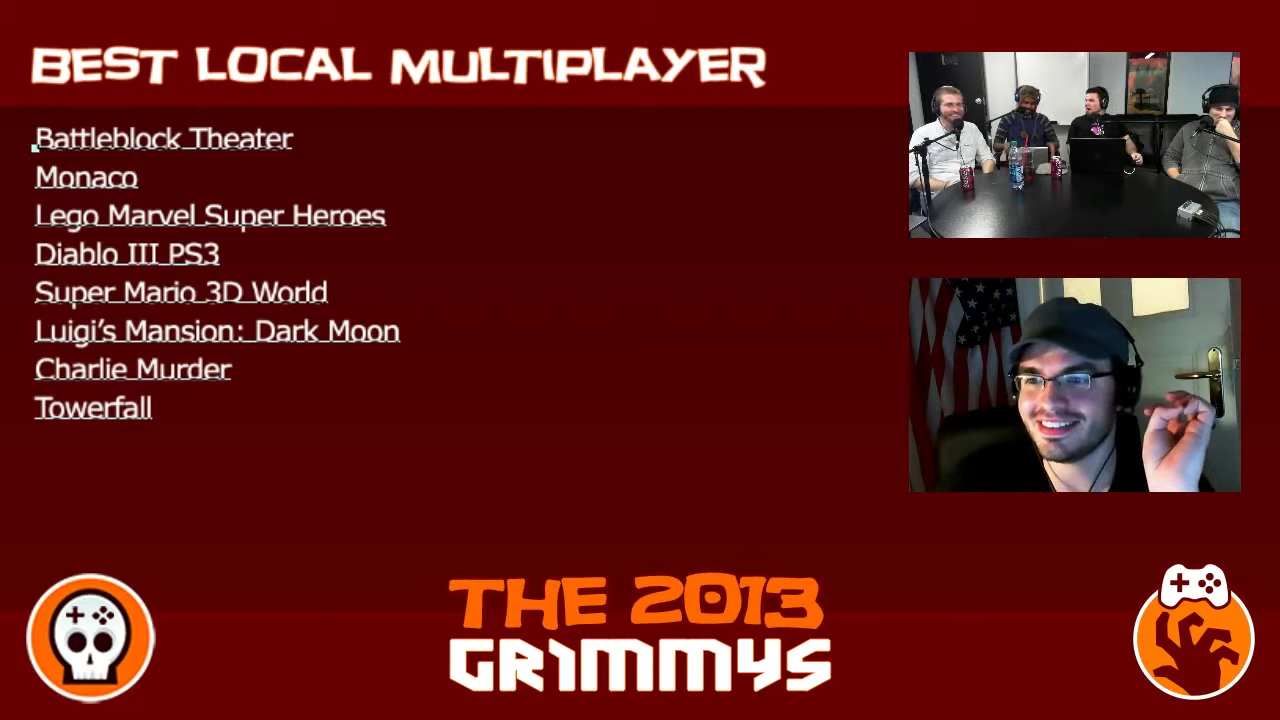 BEST LOCAL MULTIPLAYER
Battleblock Theater
Monaco
Lego Marvel Super Heroes
Diablo III PS3
Super Mario 3D World
Luigi's Mansion: Dark Moon
Charlie Murder
Towerfall
THE 2013
GR1MM4S